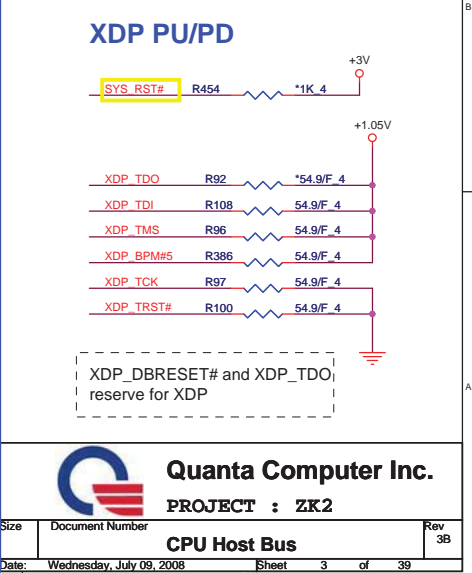 B
XDP PU/PD
+3V
SYS_RST# R454 *1K_4
+1.05V
XDP_TDO R92 *54.9/F_4
XDP_TDI R108 54.9/F_4
XDP_TMS R96 54.9/F_4
XDP_BPM#5 R386 54.9/F_4
XDP_TCK R97 54.9/F_4
XDP_TRST# R100 54.9/F_4
XDP_DBRESET# and XDP_TDO
reserve for XDP
A
Quanta Computer Inc.
PROJECT : ZK2
Size Document Number Rev
CPU Host Bus 3B
Date: Wednesday, July 09, 2008 Sheet 3 of 39